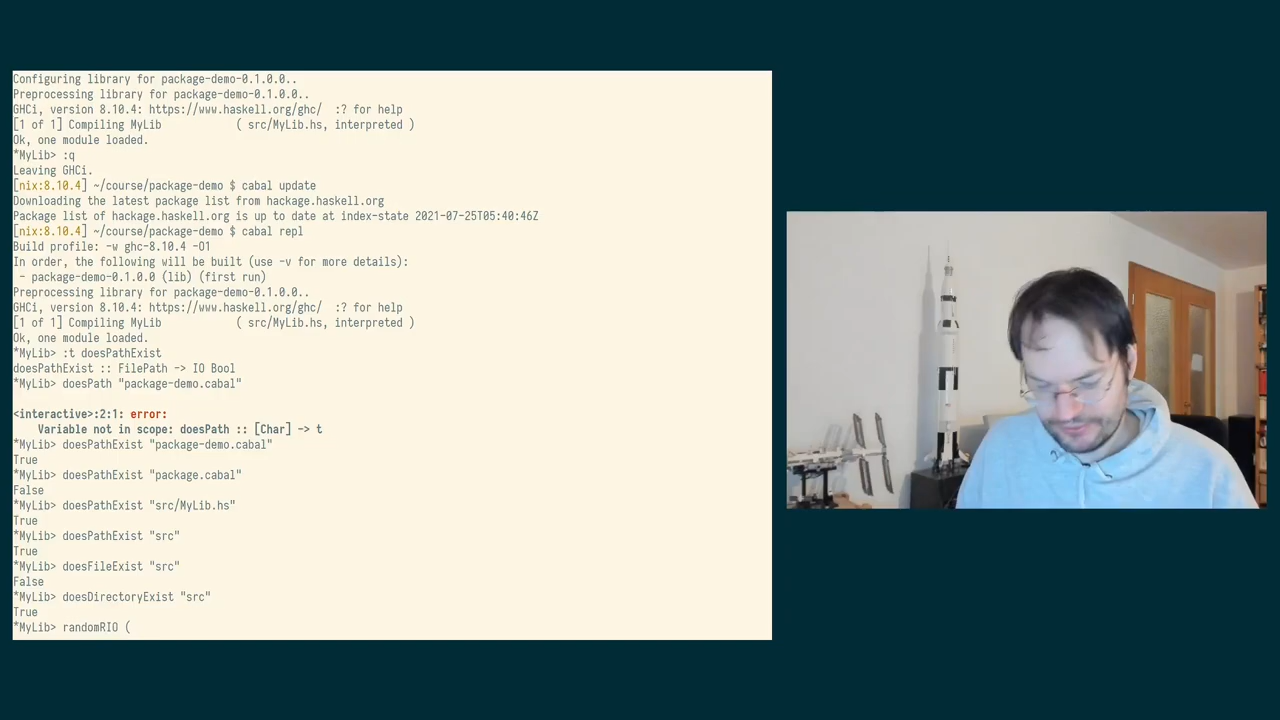 Configuring library for package-demo-0.1.0.0..
Preprocessing library for package-demo-0.1.0.0..
GHCi, version 8.10.4: https://www.haskell.org/ghc/  :? for help
[1 of 1] Compiling MyLib            ( src/MyLib.hs, interpreted )
Ok, one module loaded.
*MyLib> :q
Leaving GHCi.
[nix:8.10.4] ~/course/package-demo $ cabal update
Downloading the latest package list from hackage.haskell.org
Package list of hackage.haskell.org is up to date at index-state 2021-07-25T05:40:46Z
[nix:8.10.4] ~/course/package-demo $ cabal repl
Build profile: -w ghc-8.10.4 -O1
In order, the following will be built (use -v for more details):
 - package-demo-0.1.0.0 (lib) (first run)
Preprocessing library for package-demo-0.1.0.0..
GHCi, version 8.10.4: https://www.haskell.org/ghc/  :? for help
[1 of 1] Compiling MyLib            ( src/MyLib.hs, interpreted )
Ok, one module loaded.
*MyLib> :t doesPathExist
doesPathExist :: FilePath -> IO Bool
*MyLib> doesPath "package-demo.cabal"
<interactive>:2:1: error:
    Variable not in scope: doesPath :: [Char] -> t
*MyLib> doesPathExist "package-demo.cabal"
True
*MyLib> doesPathExist "package.cabal"
False
*MyLib> doesPathExist "src/MyLib.hs"
True
*MyLib> doesPathExist "src"
True
*MyLib> doesFileExist "src"
False
*MyLib> doesDirectoryExist "src"
True
*MyLib> randomRIO (